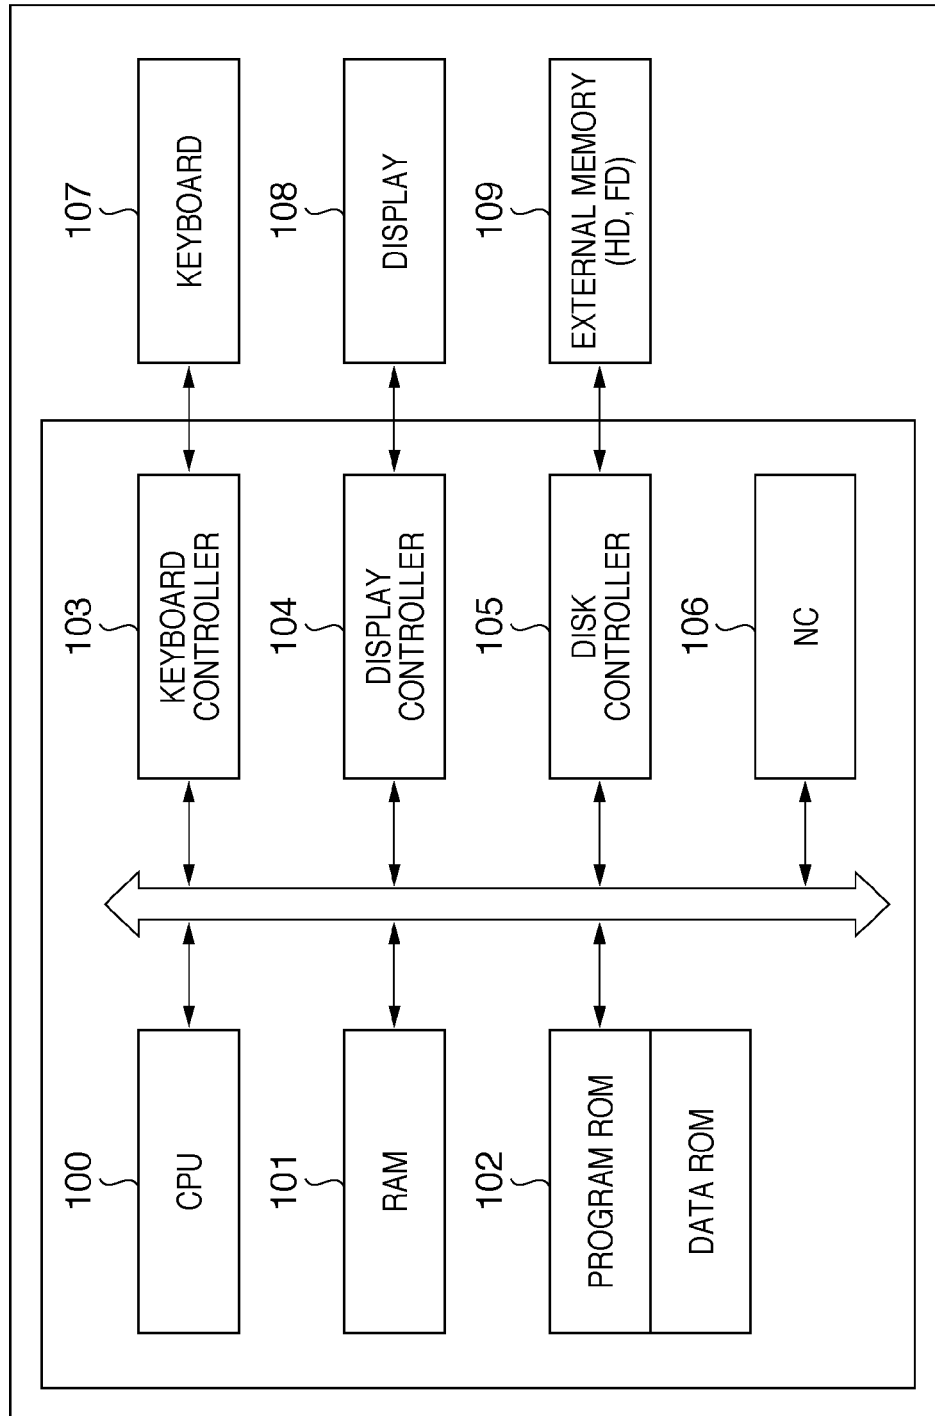 100
CPU
101
RAM
102
PROGRAM ROM
DATA ROM
103
KEYBOARD
CONTROLLER
104
DISPLAY
CONTROLLER
105
DISK
CONTROLLER
106
NC
107
KEYBOARD
108
DISPLAY
109
EXTERNAL MEMORY
(HD, FD)